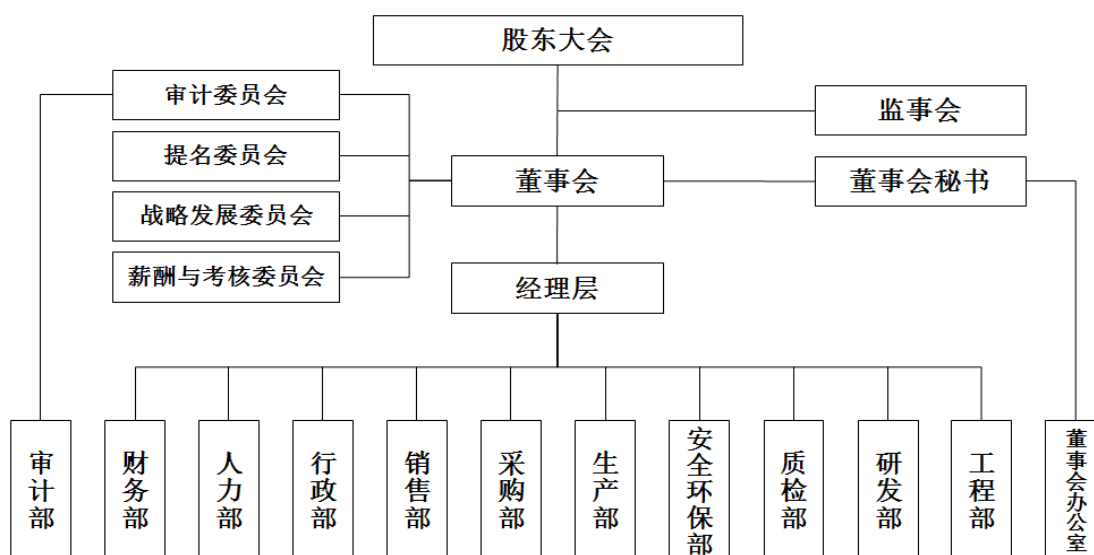 股东大会
审计委员会
监事会
提名委员会
董事会
董事会秘书
战略发展委员会
薪酬与考核委员会
经理层
审计部
财务部
人力部
行政部
销售部
采购部
生产部
安全环保部
质检部
研发部
工程部
董事会办公室